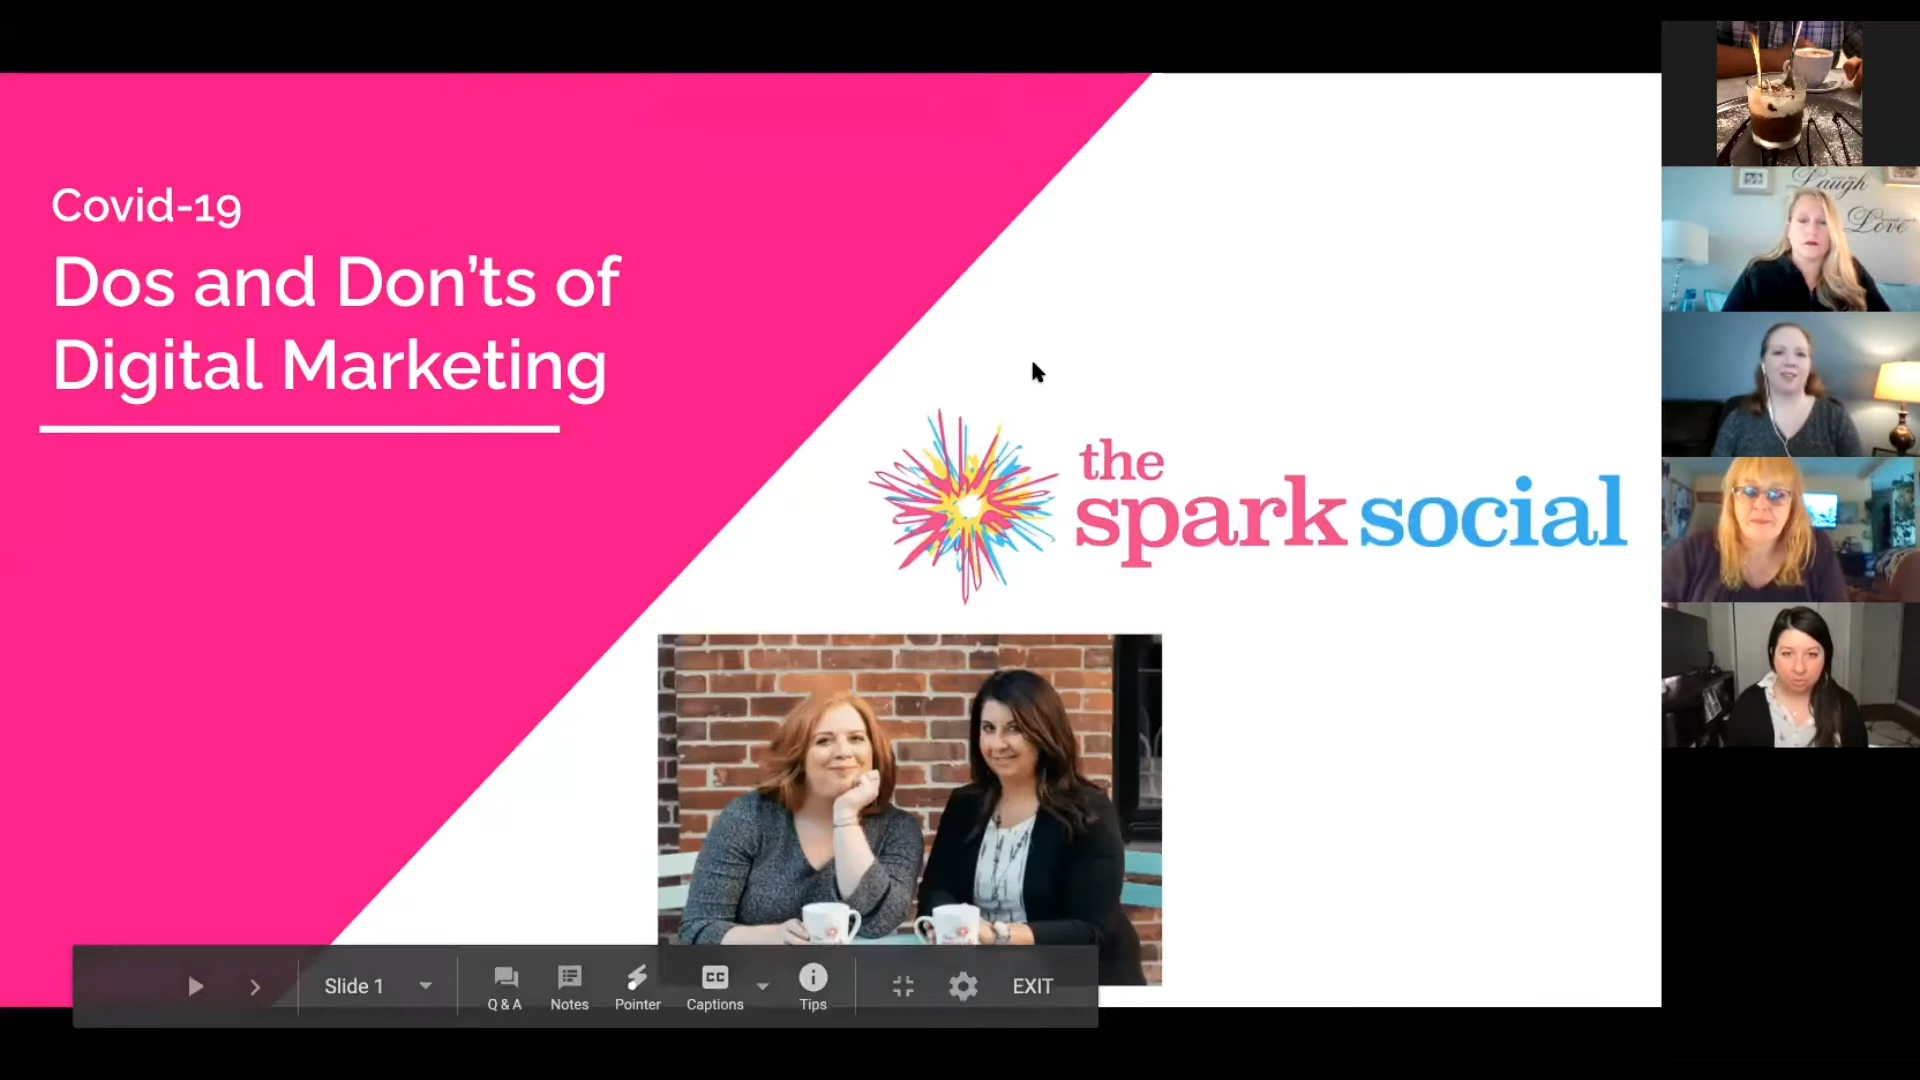 Covid-19
Dos and Don'ts of
Digital Marketing
the
spark social
Laugh
Love
Slide 1
Q & A
Notes
Pointer
CC
Captions
Tips
EXIT